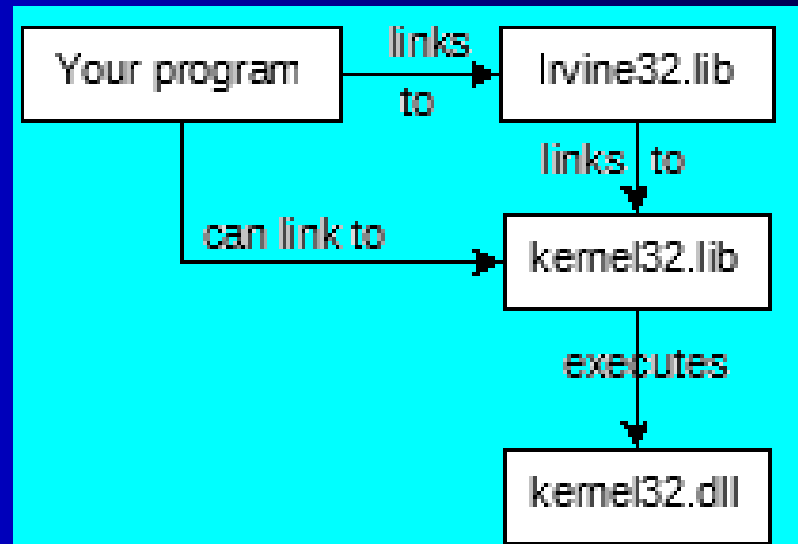 Your program
links
to
Irvine32.lib
links to
can link to
kernel32.lib
executes
kernel32.dll